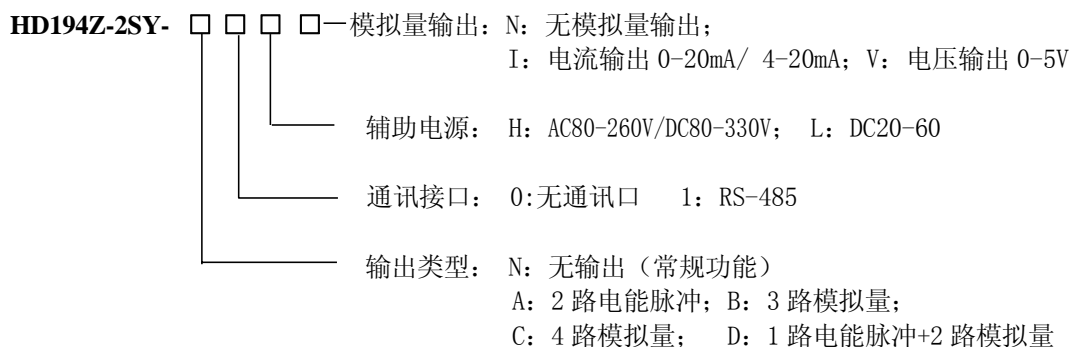 HD194Z-2SY- □ □ □ □—模拟量输出：N：无模拟量输出；
I：电流输出 0-20mA/ 4-20mA；V：电压输出 0-5V
辅助电源： H：AC80-260V/DC80-330V； L：DC20-60
通讯接口： 0:无通讯口 1：RS-485
输出类型： N：无输出（常规功能）
A：2 路电能脉冲；B：3 路模拟量；
C：4 路模拟量； D：1 路电能脉冲+2 路模拟量